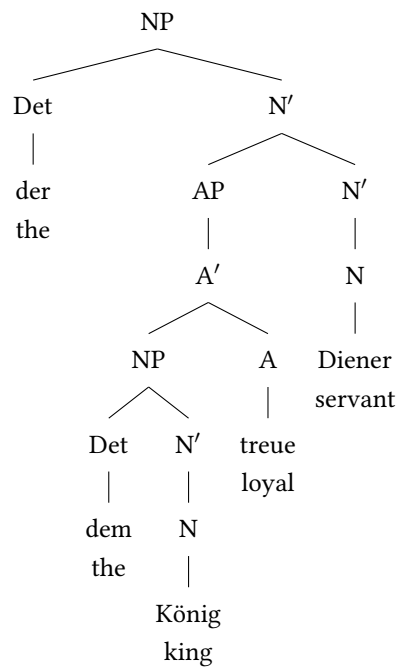 NP
Det N′
der AP N′
the
A′ N
NP A Diener
servant
Det N′ treue
loyal
dem N
the
König
king